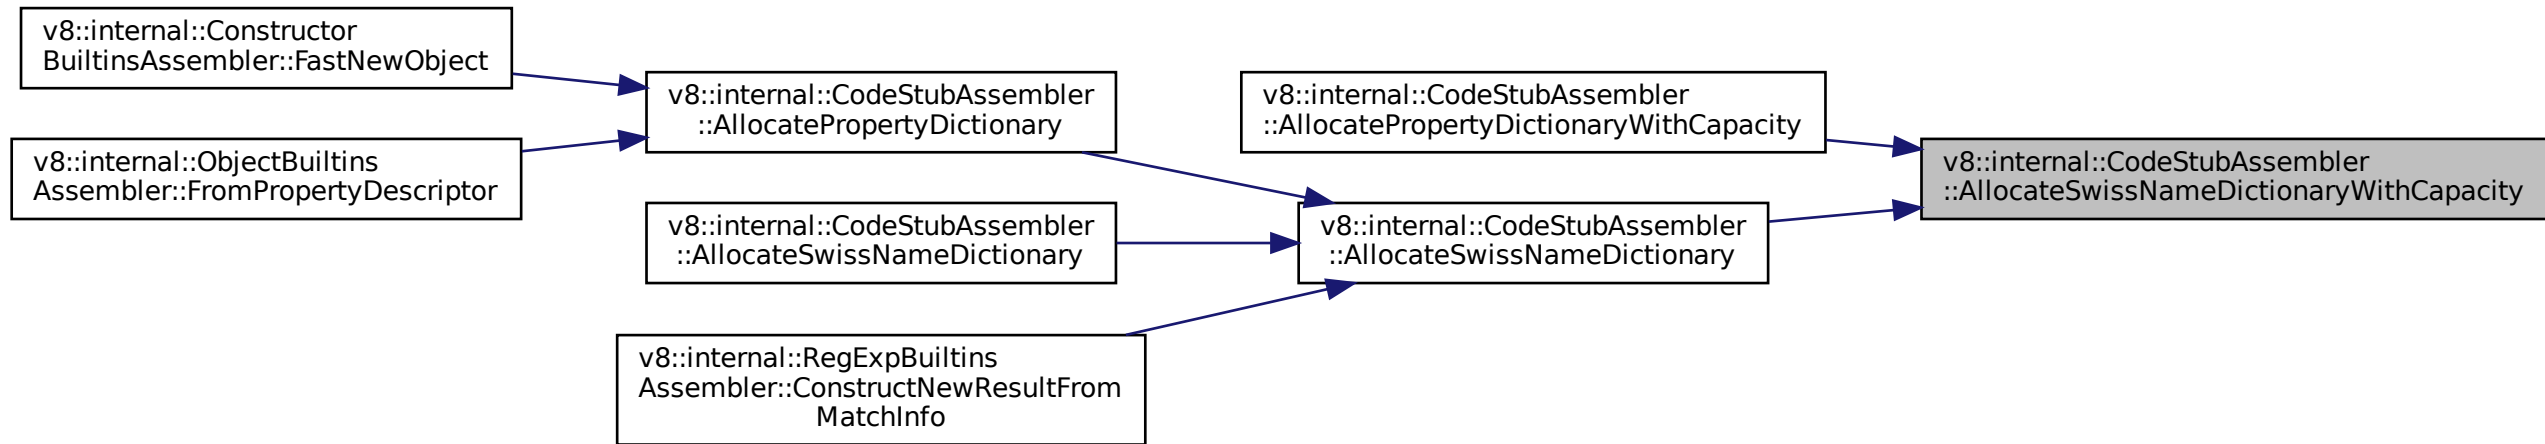 v8::internal::Constructor
BuiltinsAssembler::FastNewObject
v8::internal::ObjectBuiltins
Assembler::FromPropertyDescriptor
v8::internal::CodeStubAssembler
::AllocatePropertyDictionary
v8::internal::CodeStubAssembler
::AllocateSwissNameDictionary
v8::internal::RegExpBuiltins
Assembler::ConstructNewResultFrom
MatchInfo
v8::internal::CodeStubAssembler
::AllocatePropertyDictionaryWithCapacity
v8::internal::CodeStubAssembler
::AllocateSwissNameDictionary
v8::internal::CodeStubAssembler
::AllocateSwissNameDictionaryWithCapacity